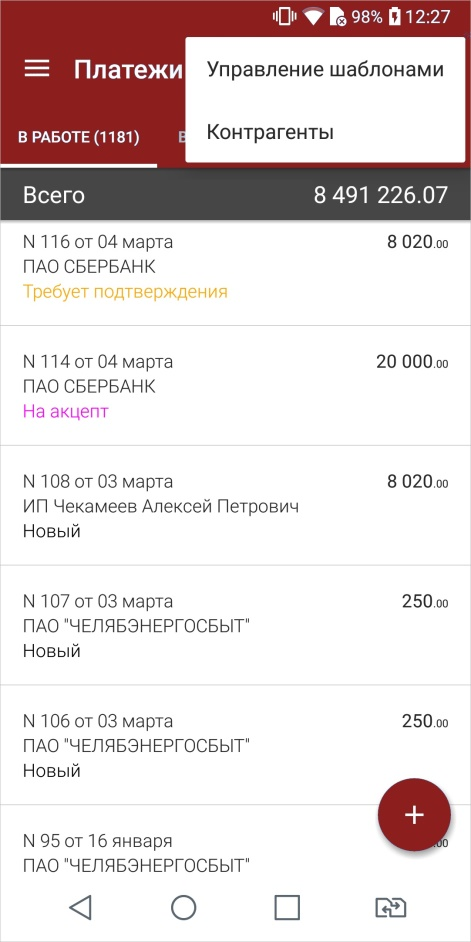 98% 12:27
Платежи
Управление шаблонами
Контрагенты
В РАБОТЕ (1181)
Всего 8 491 226.07
N 116 от 04 марта 8 020.00
ПАО СБЕРБАНК
Требует подтверждения
N 114 от 04 марта 20 000.00
ПАО СБЕРБАНК
На акцепт
N 108 от 03 марта 8 020.00
ИП Чекамеев Алексей Петрович
Новый
N 107 от 03 марта 250.00
ПАО "ЧЕЛЯБЭНЕРГОСБЫТ"
Новый
N 106 от 03 марта 250.00
ПАО "ЧЕЛЯБЭНЕРГОСБЫТ"
Новый
N 95 от 16 января .00
ПАО "ЧЕЛЯБЭНЕРГОСБЫТ"